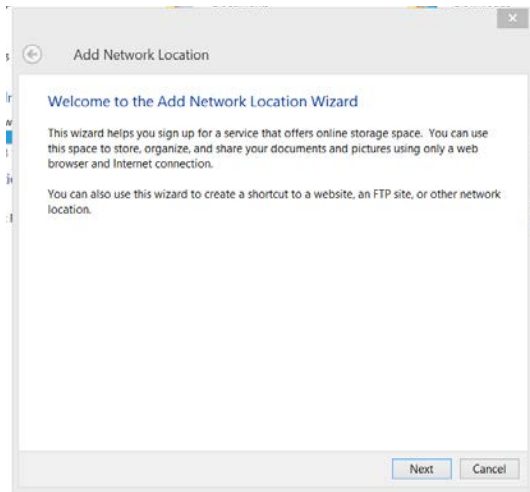 Add Network Location
Welcome to the Add Network Location Wizard
This wizard helps you sign up for a service that offers online storage space. You can use
this space to store, organize, and share your documents and pictures using only a web
browser and Internet connection.
You can also use this wizard to create a shortcut to a website, an FTP site, or other network
location.
Next Cancel